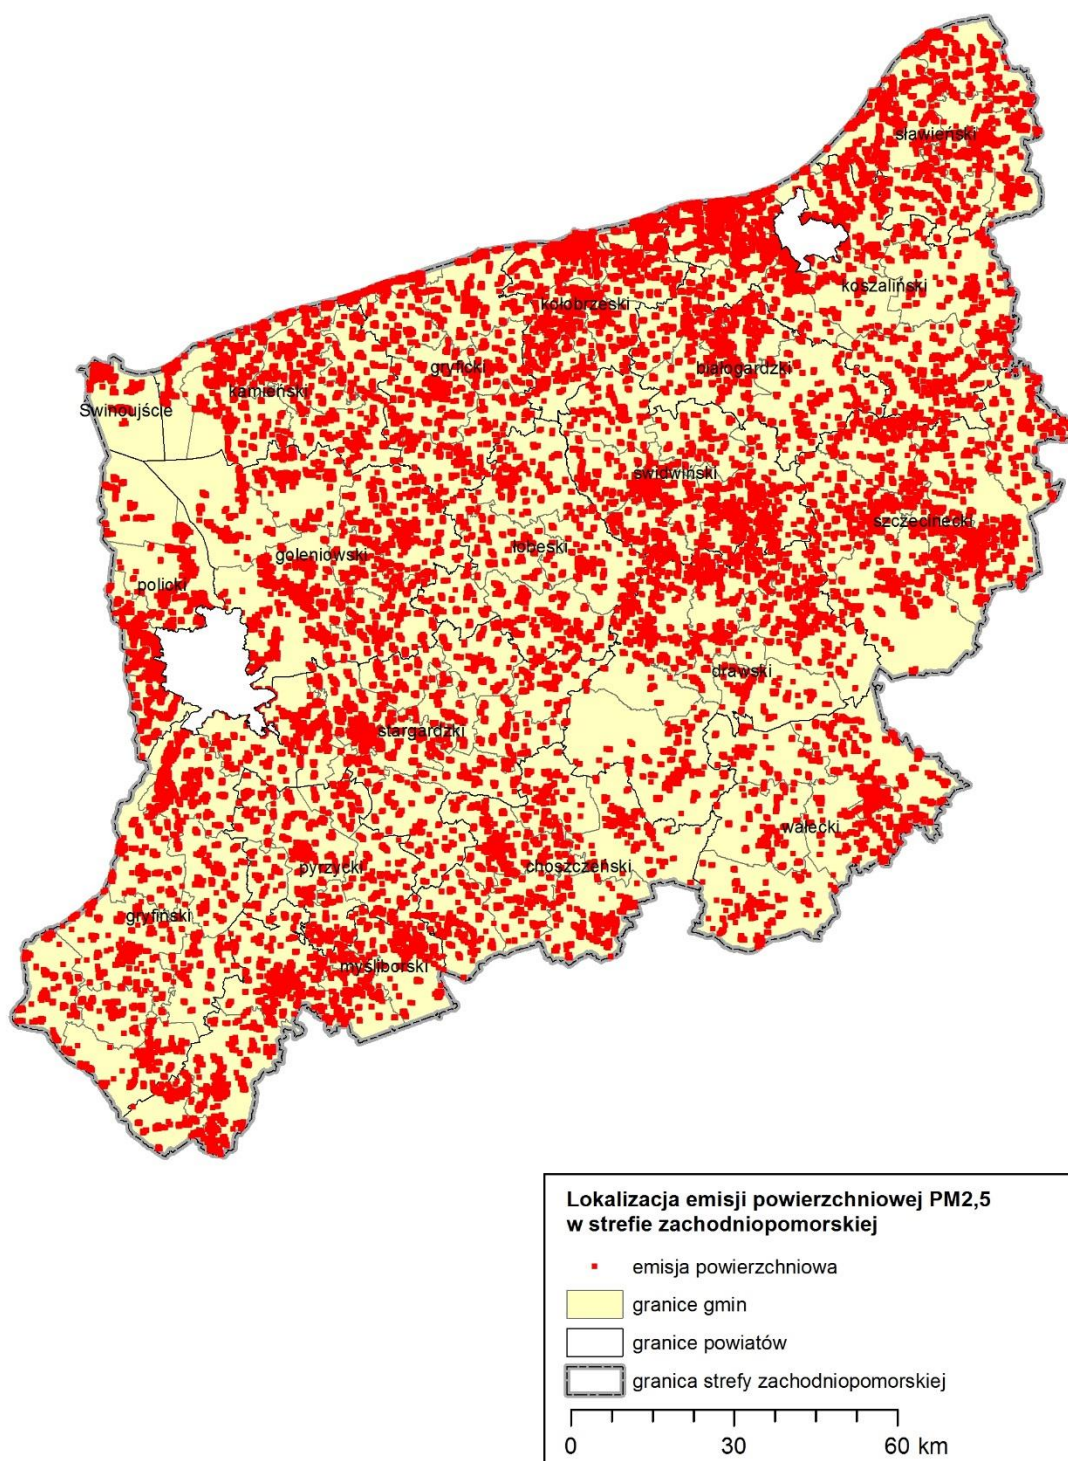 sławieński
koszaliński
kołobrzeski
gryficki
białogardzki
kamieński
Świnoujście
świdwiński
szczecinecki
łobeski
goleniowski
policki
drawski
stargardzki
wałecki
pyrzycki
choszczeński
gryfiński
myśliborski
Lokalizacja emisji powierzchniowej PM2,5
w strefie zachodniopomorskiej
emisja powierzchniowa
granice gmin
granice powiatów
granica strefy zachodniopomorskiej
0 30 60 km